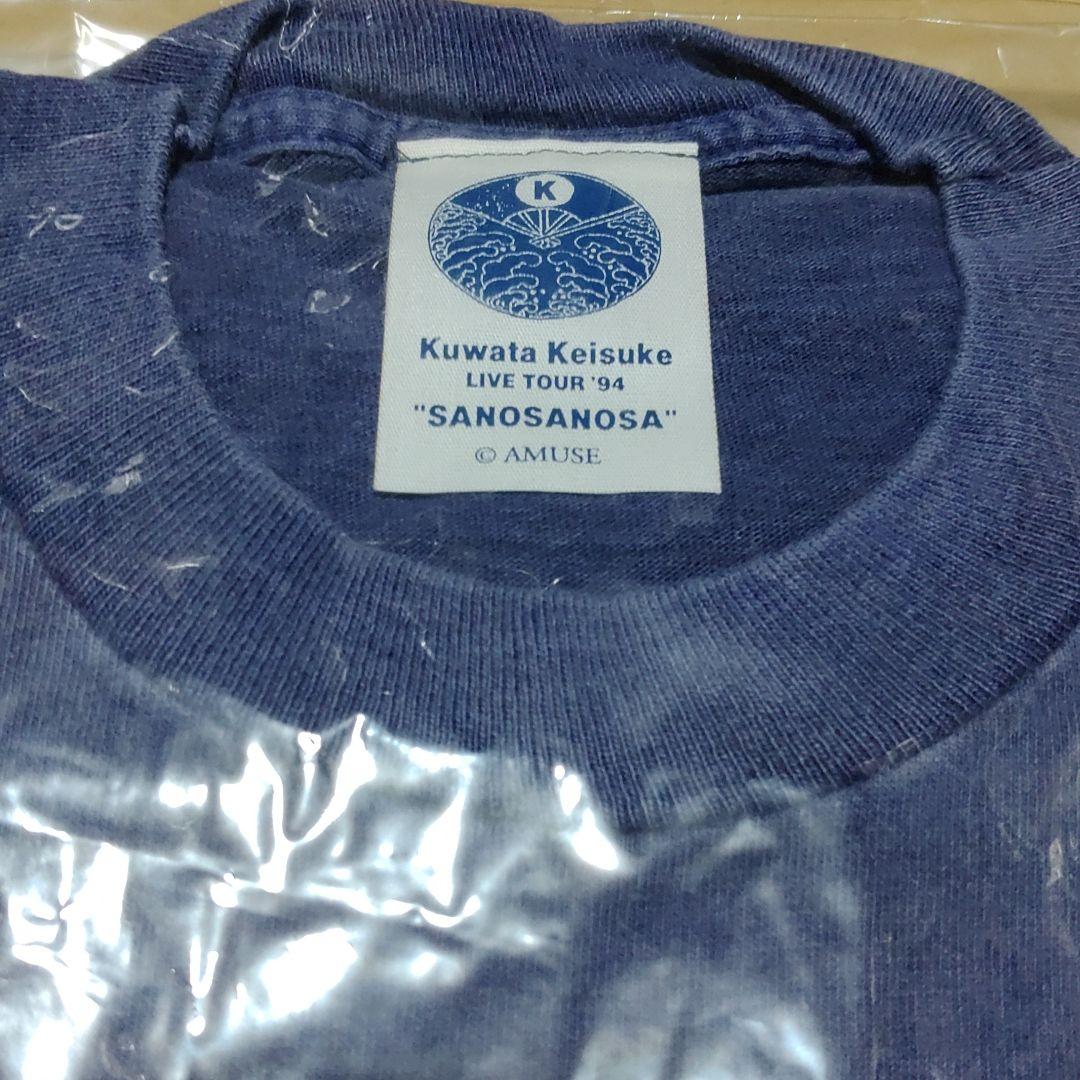 K
Kuwata Keisuke
LIVE TOUR '94
"SANOSANOSA"
© AMUSE